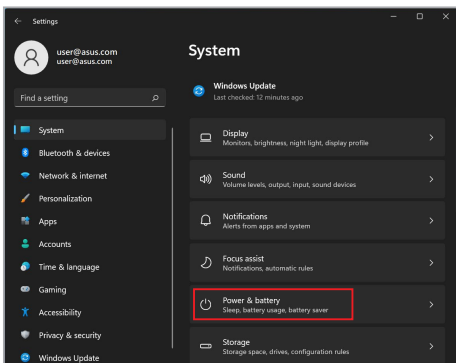 Settings
user@asus.com
user@asus.com
Find a setting
System
Bluetooth & devices
Network & internet
Personalization
Apps
Accounts
Time & language
Gaming
Accessibility
Privacy & security
Windows Update
System
Windows Update
Last checked: 12 minutes ago
Display
Monitors, brightness, night light, display profile
Sound
Volume levels, output, input, sound devices
Notifications
Alerts from apps and system
Focus assist
Notifications, automatic rules
Power & battery
Sleep, battery usage, battery saver
Storage
Storage space, drives, configuration rules